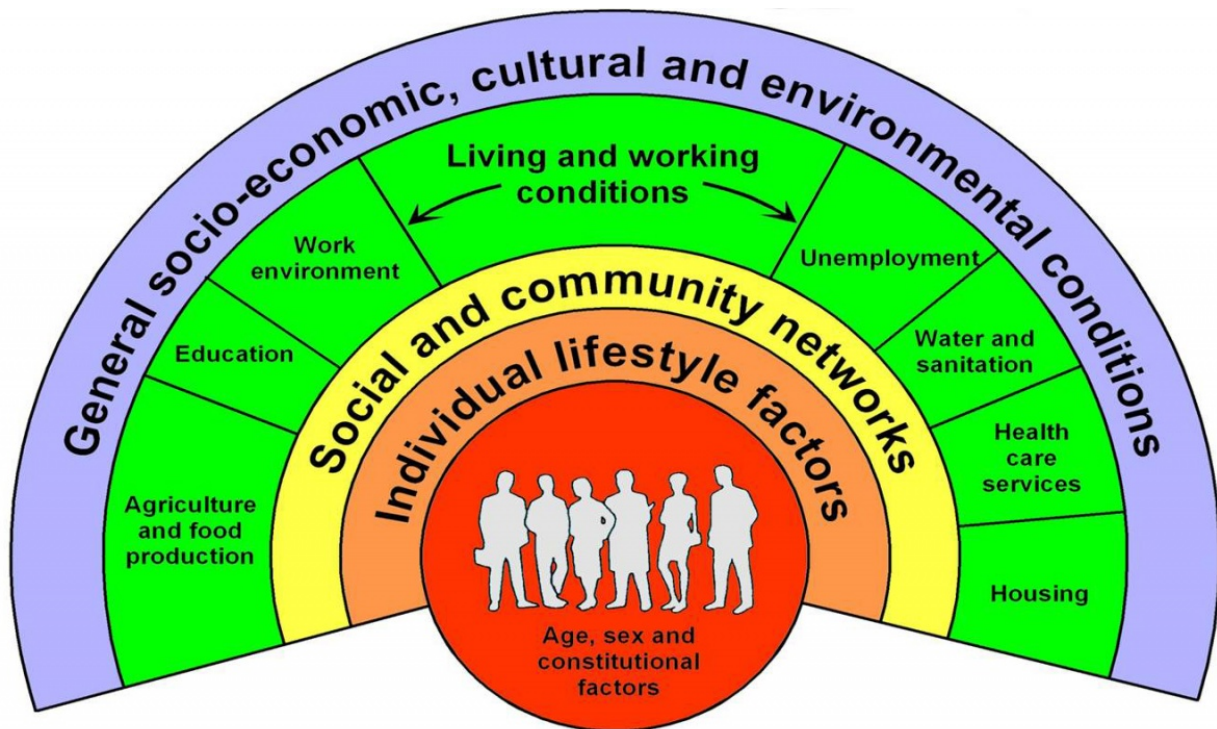 General socio-economic, cultural and environmental conditions
Living and working
conditions
Work
environment
Unemployment
Education
Water and
sanitation
Agriculture
and food
production
Health
care
services
Housing
Social and community networks
Individual lifestyle factors
Age, sex and
constitutional
factors